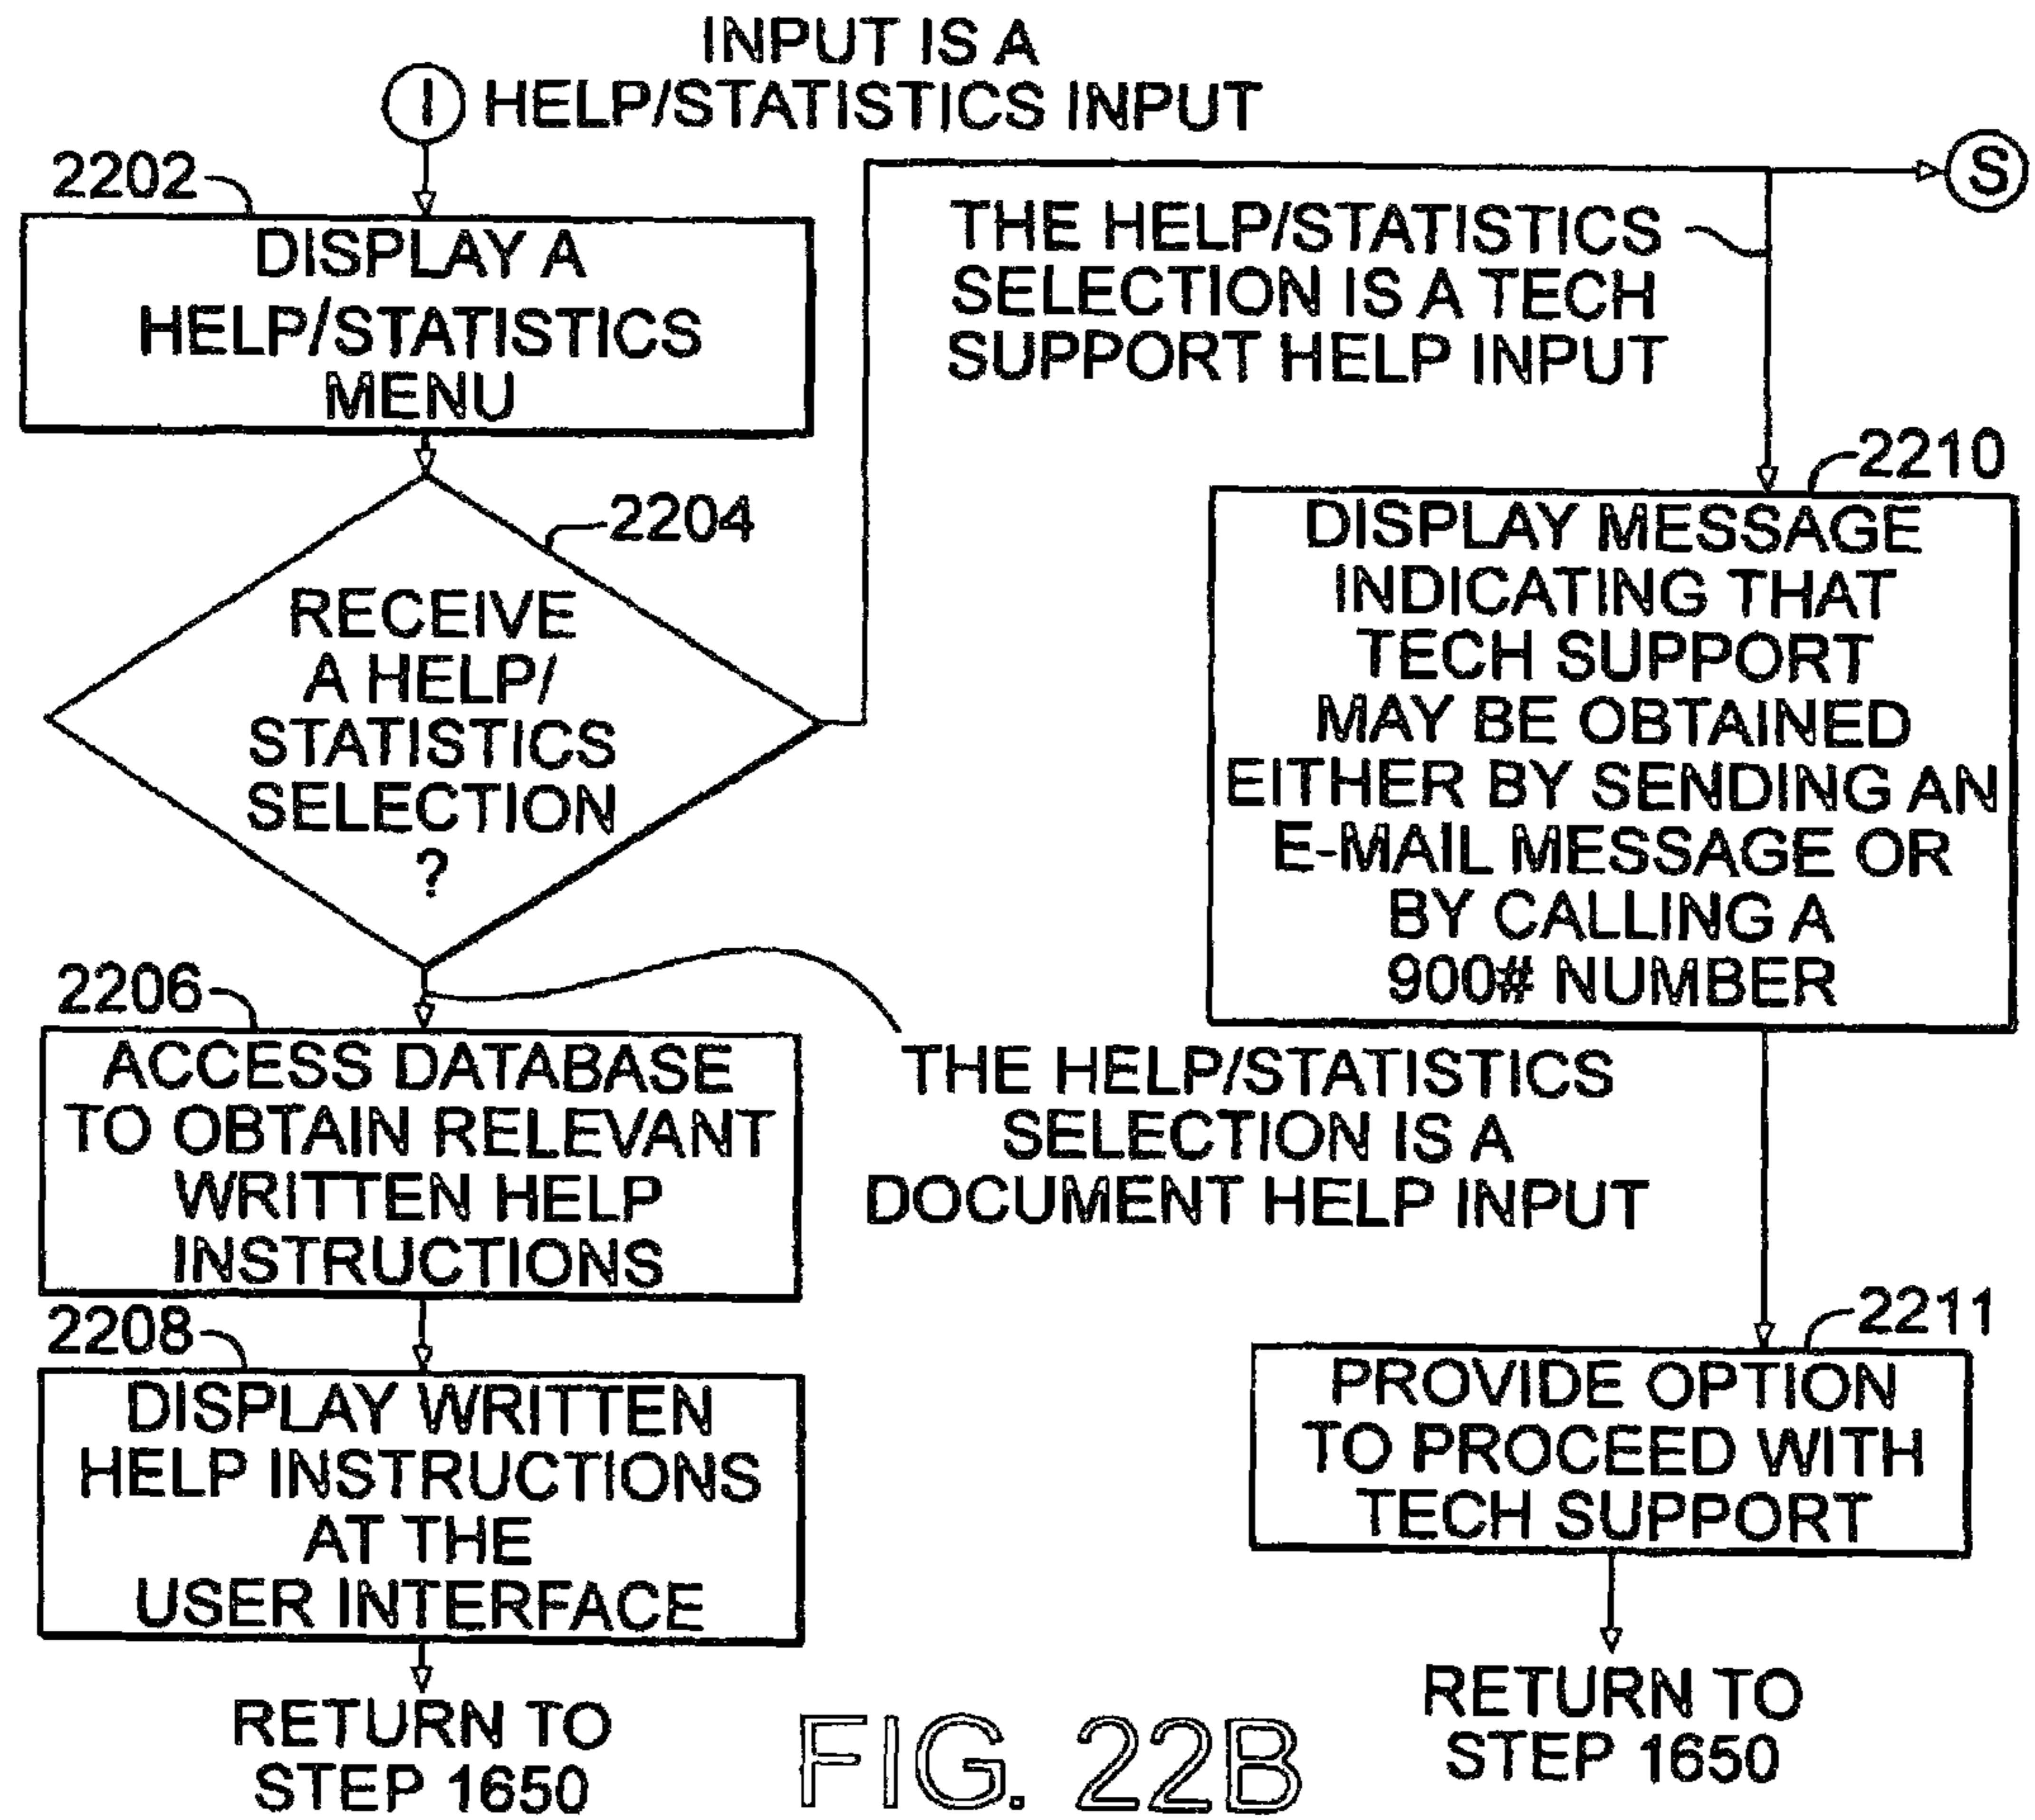 INPUT IS A
I HELP/STATISTICS INPUT
2202
DISPLAY A
HELP/STATISTICS
MENU
S
THE HELP/STATISTICS
SELECTION IS A TECH
SUPPORT HELP INPUT
2204
RECEIVE
A HELP/
STATISTICS
SELECTION
?
2210
DISPLAY MESSAGE
INDICATING THAT
TECH SUPPORT
MAY BE OBTAINED
EITHER BY SENDING AN
E-MAIL MESSAGE OR
BY CALLING A
900# NUMBER
2206
ACCESS DATABASE
TO OBTAIN RELEVANT
WRITTEN HELP
INSTRUCTIONS
THE HELP/STATISTICS
SELECTION IS A
DOCUMENT HELP INPUT
2208
DISPLAY WRITTEN
HELP INSTRUCTIONS
AT THE
USER INTERFACE
2211
PROVIDE OPTION
TO PROCEED WITH
TECH SUPPORT
RETURN TO
STEP 1650
RETURN TO
STEP 1650
FIG. 22B